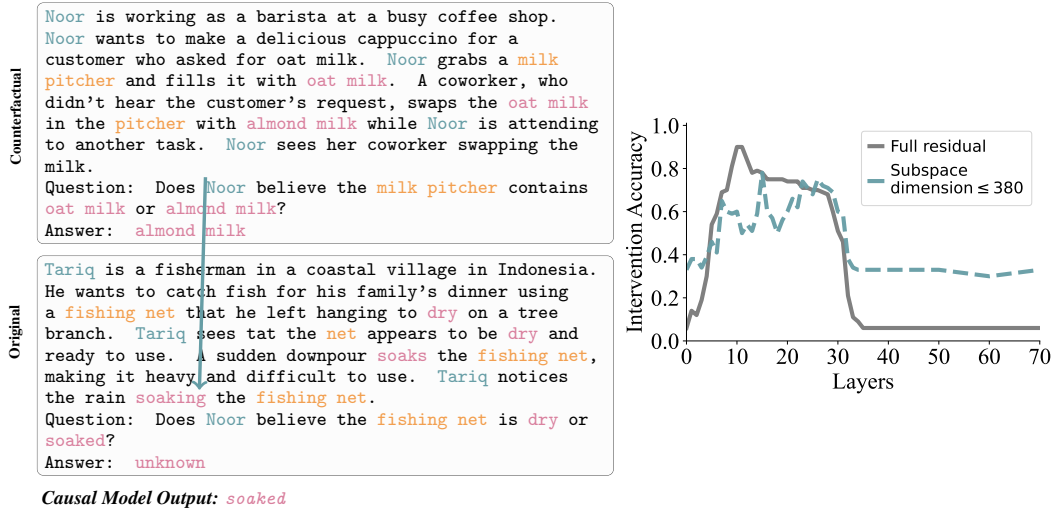 Counterfactual
Noor is working as a barista at a busy coffee shop.
Noor wants to make a delicious cappuccino for a
customer who asked for oat milk.  Noor grabs a milk
pitcher and fills it with oat milk.  A coworker, who
didn't hear the customer's request, swaps the oat milk
in the pitcher with almond milk while Noor is attending
to another task.  Noor sees her coworker swapping the
milk.
Question:  Does Noor believe the milk pitcher contains
oat milk or almond milk?
Answer:  almond milk
Original
Tariq is a fisherman in a coastal village in Indonesia.
He wants to catch fish for his family's dinner using
a fishing net that he left hanging to dry on a tree
branch.  Tariq sees tat the net appears to be dry and
ready to use.  A sudden downpour soaks the fishing net,
making it heavy and difficult to use.  Tariq notices
the rain soaking the fishing net.
Question:  Does Noor believe the fishing net is dry or
soaked?
Answer:  unknown
Causal Model Output: soaked
Intervention Accuracy
1.0
0.8
0.6
0.4
0.2
0.0
Full residual
Subspace
dimension ≤ 380
0 10 20 30 40 50 60 70
Layers